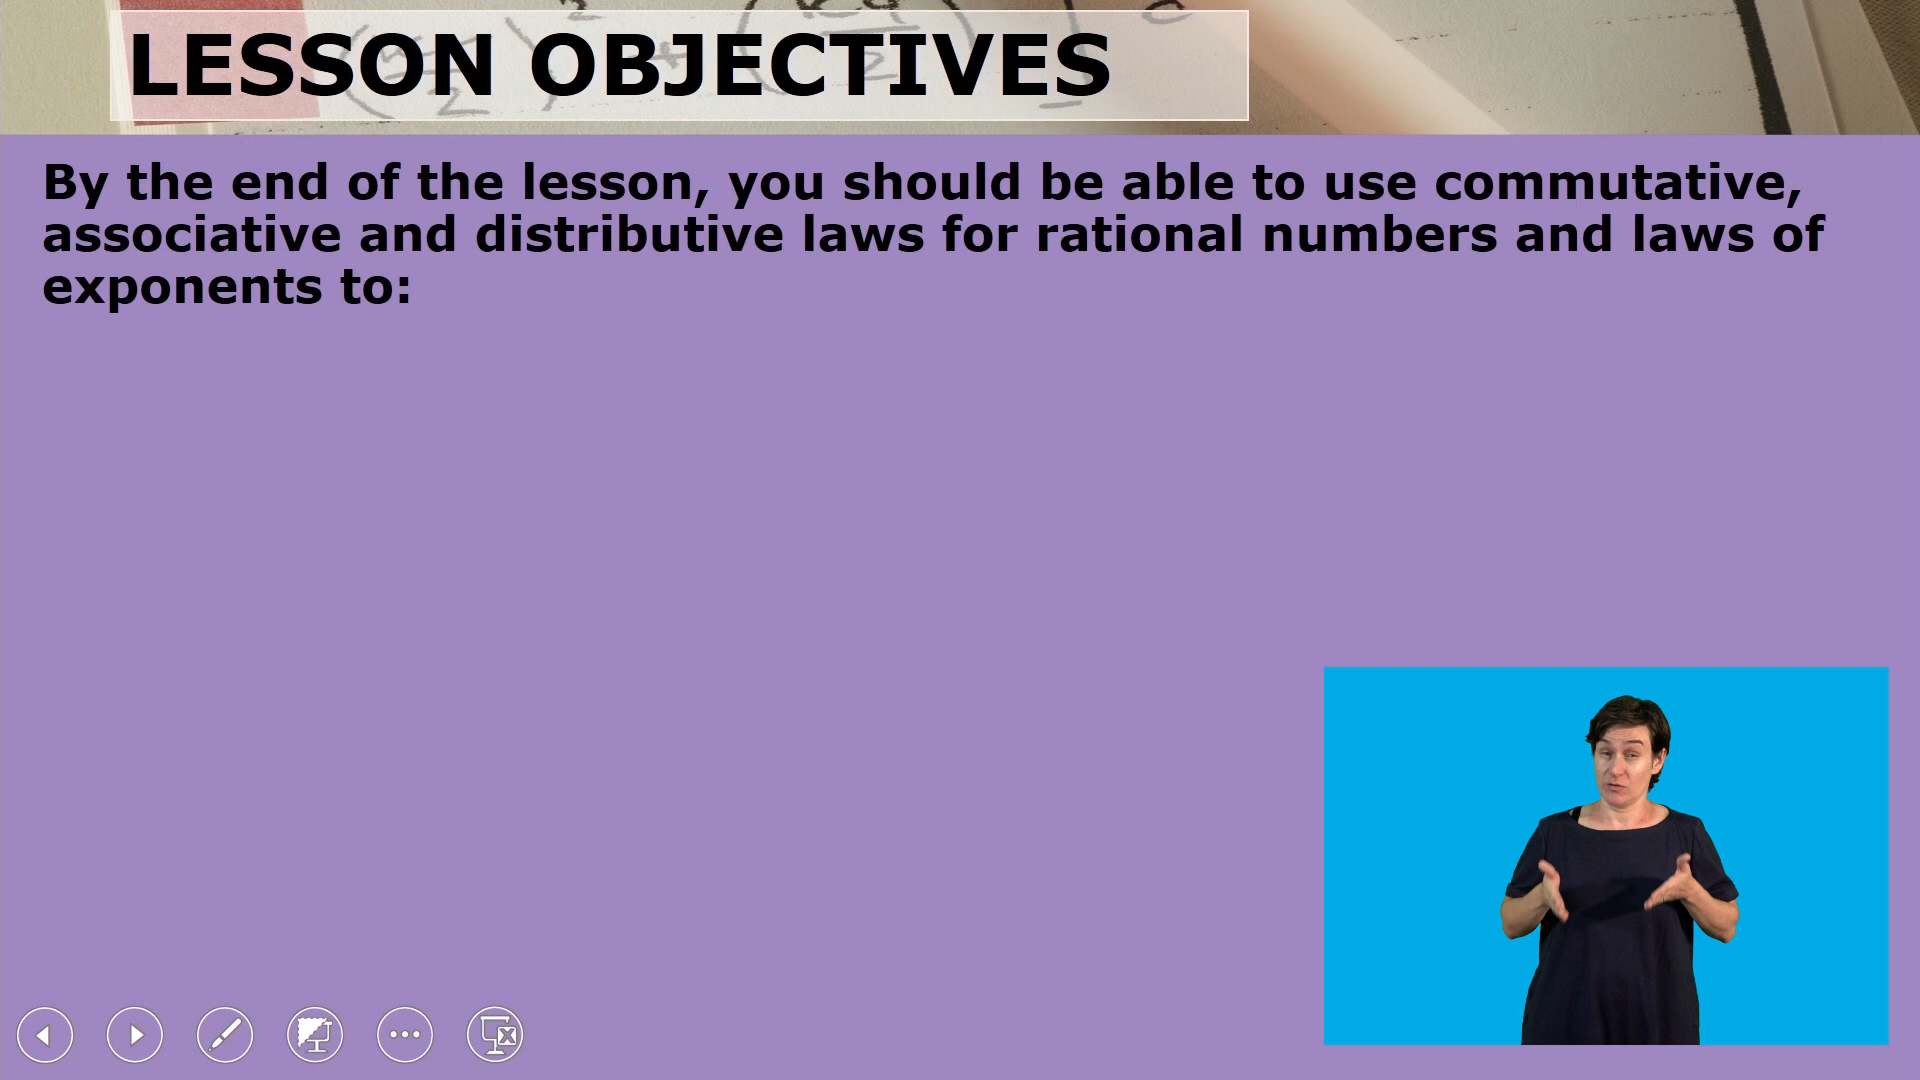 LESSON OBJECTIVES
By the end of the lesson, you should be able to use commutative,
associative and distributive laws for rational numbers and laws of
exponents to: